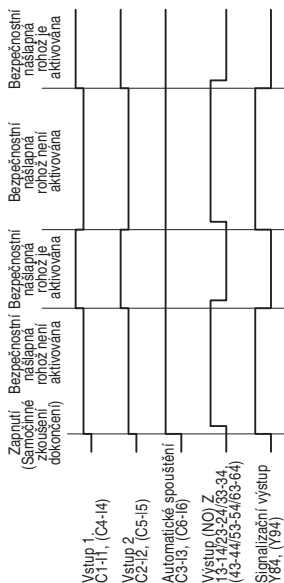 Zapnutí
(Samočinné
zkoušení
dokončení)
Bezpečnostní
nášlapná
rohož není
aktivována
Bezpečnostní
nášlapná
rohož je
aktivována
Bezpečnostní
nášlapná
rohož není
aktivována
Bezpečnostní
nášlapná
rohož je
aktivována
Vstup 1
C1-I1, (C4-I4)
Vstup 2
C2-I2, (C5-I5)
Automatické spouštění
C3-I3, (C6-I6)
Výstup (NO) Z
13-14/23-24/33-34,
(43-44/53-54/63-64)
Signalizační výstup
Y84, (Y94)